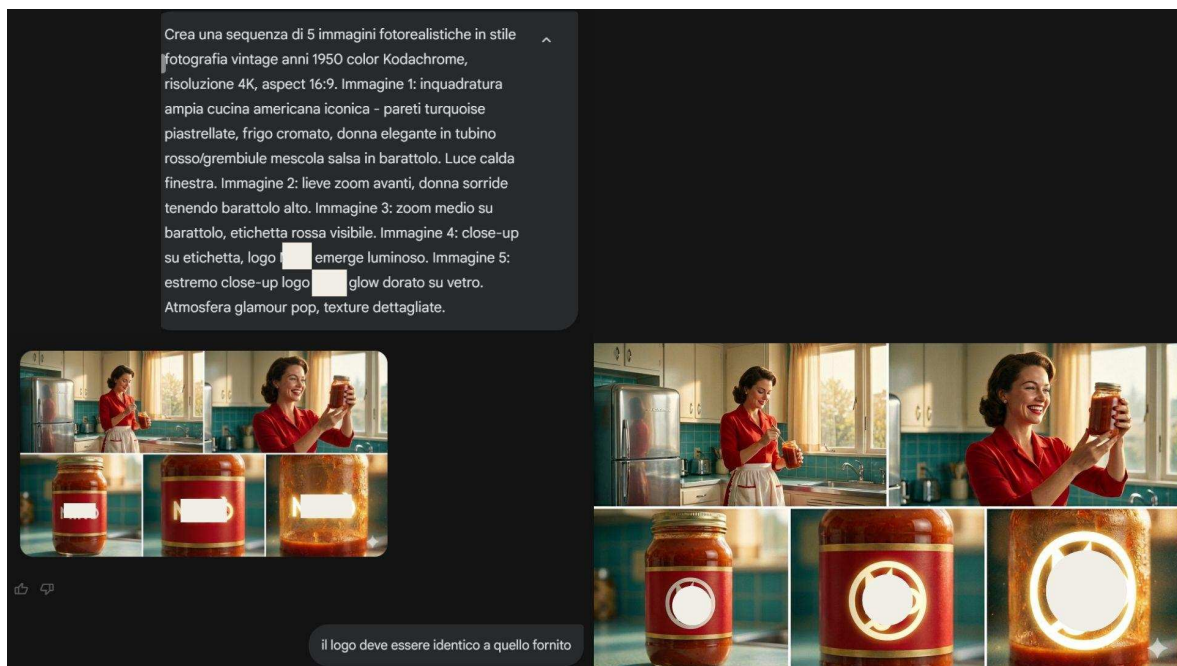 Crea una sequenza di 5 immagini fotorealistiche in stile
fotografia vintage anni 1950 color Kodachrome,
risoluzione 4K, aspect 16:9. Immagine 1: inquadratura
ampia cucina americana iconica - pareti turquoise
piastrellate, frigo cromato, donna elegante in tubino
rosso/grembiule mescola salsa in barattolo. Luce calda
finestra. Immagine 2: lieve zoom avanti, donna sorride
tenendo barattolo alto. Immagine 3: zoom medio su
barattolo, etichetta rossa visibile. Immagine 4: close-up
su etichetta, logo emerge luminoso. Immagine 5:
estremo close-up logo glow dorato su vetro.
Atmosfera glamour pop, texture dettagliate.
il logo deve essere identico a quello fornito